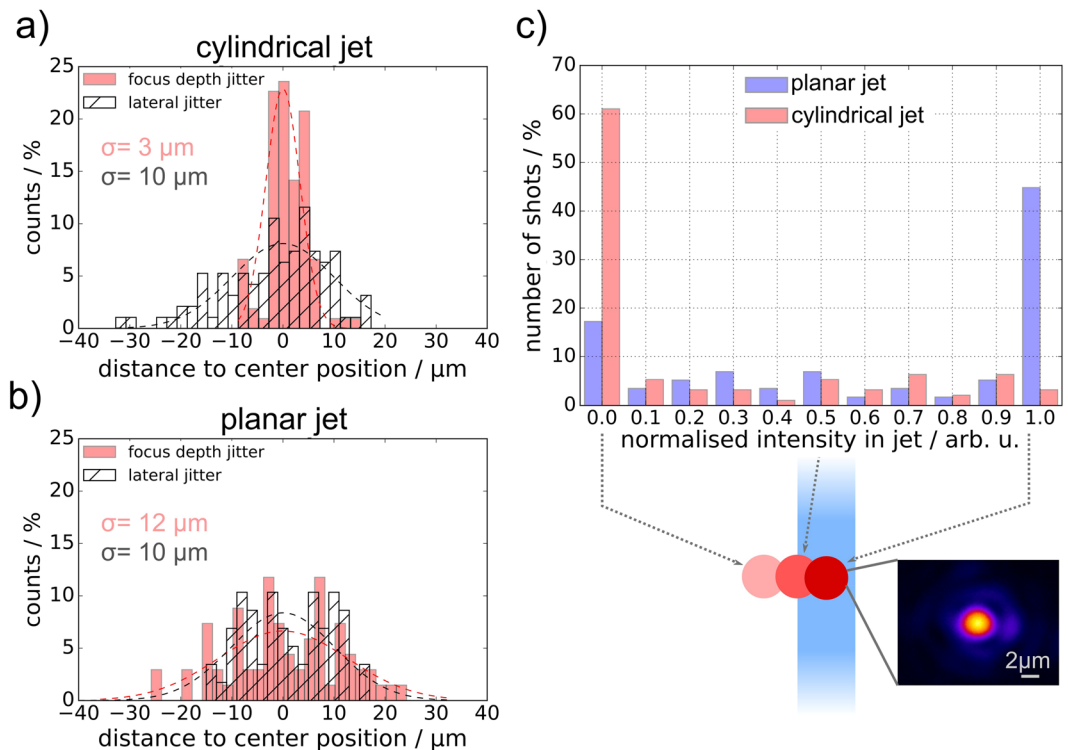 a)
cylindrical jet
25
20
15
10
5
0
counts / %
focus depth jitter
lateral jitter
σ= 3 µm
σ= 10 µm
−40 −30 −20 −10 0 10 20 30 40
distance to center position / µm
b)
planar jet
25
20
15
10
5
0
counts / %
focus depth jitter
lateral jitter
σ= 12 µm
σ= 10 µm
−40 −30 −20 −10 0 10 20 30 40
distance to center position / µm
c)
70
60
50
40
30
20
10
0
number of shots / %
planar jet
cylindrical jet
0.0 0.1 0.2 0.3 0.4 0.5 0.6 0.7 0.8 0.9 1.0
normalised intensity in jet / arb. u.
2µm